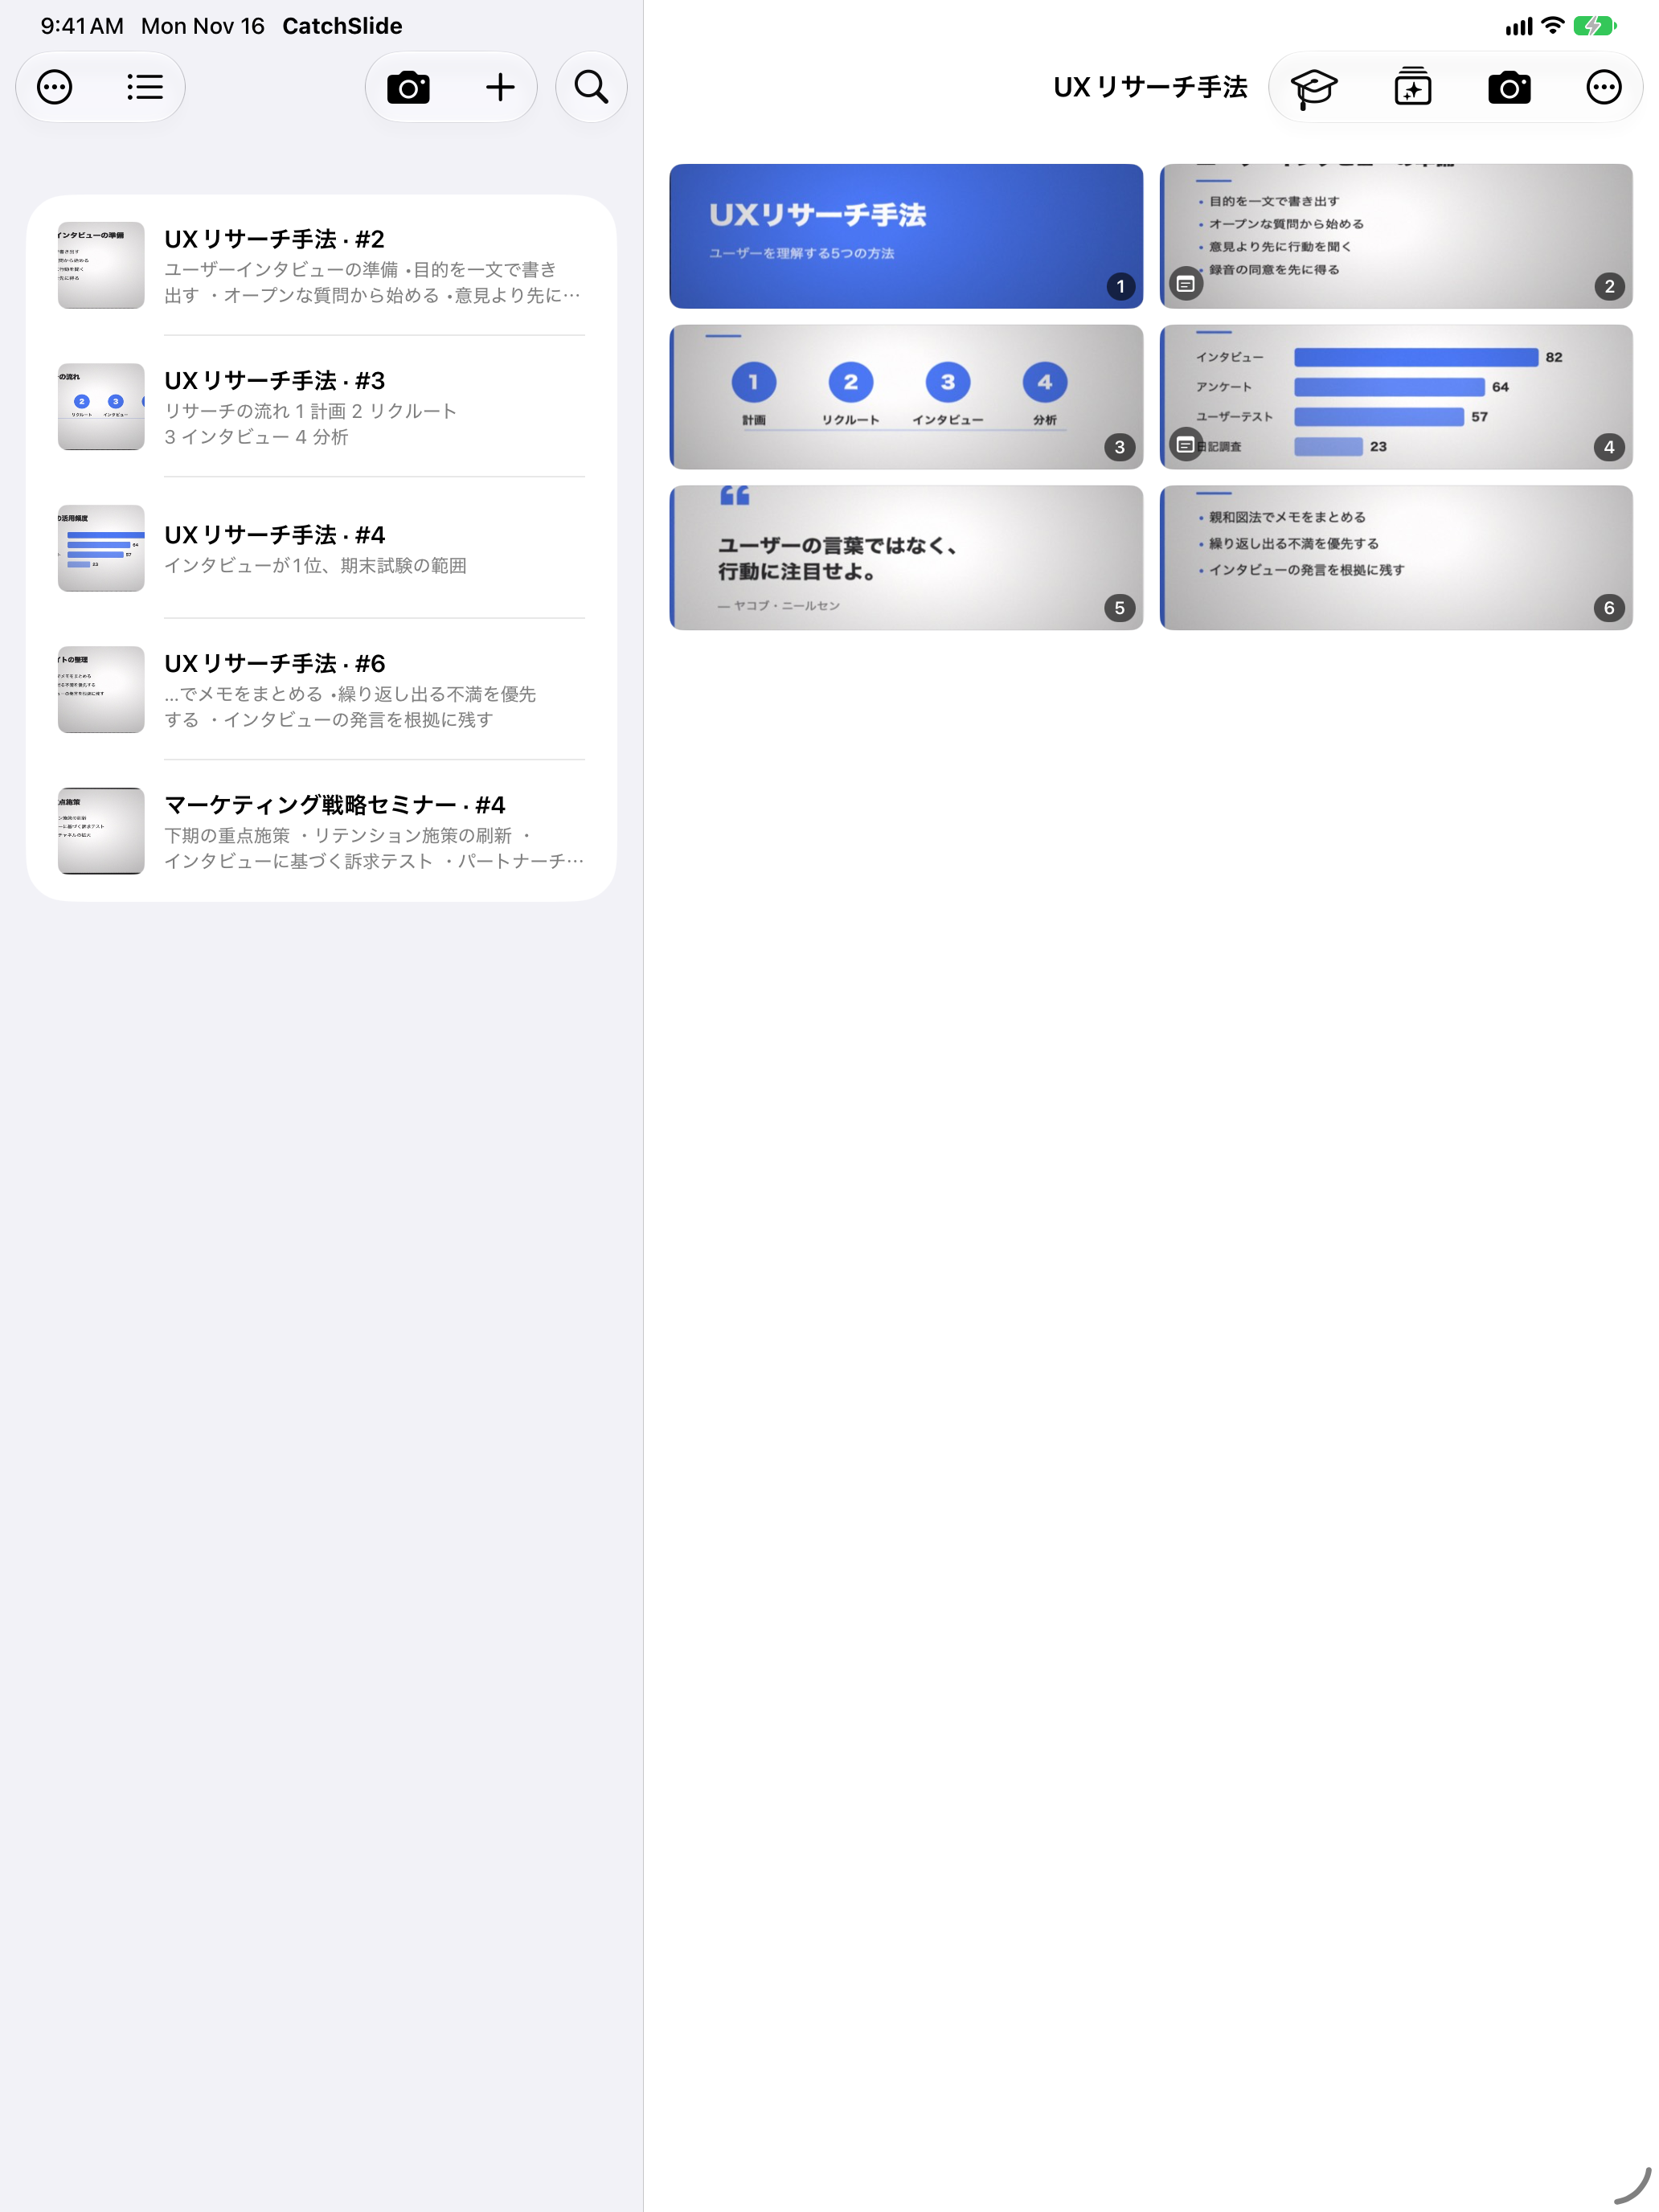 9:41 AM Mon Nov 16 CatchSlide
UX リサーチ手法 · #2
ユーザーインタビューの準備 •目的を一文で書き
出す ・オープンな質問から始める •意見より先に…
UX リサーチ手法 · #3
リサーチの流れ 1 計画 2 リクルート
3 インタビュー 4 分析
UX リサーチ手法 · #4
インタビューが1位、期末試験の範囲
UX リサーチ手法 · #6
...でメモをまとめる •繰り返し出る不満を優先
する ・インタビューの発言を根拠に残す
マーケティング戦略セミナー · #4
下期の重点施策 ・リテンション施策の刷新 ・
インタビューに基づく訴求テスト ・パートナーチ…
UX リサーチ手法
UXリサーチ手法
ユーザーを理解する5つの方法
1
• 目的を一文で書き出す
• オープンな質問から始める
• 意見より先に行動を聞く
• 録音の同意を先に得る
2
1 2 3 4
計画 リクルート インタビュー 分析
3
インタビュー 82
アンケート 64
ユーザーテスト 57
日記調査 23
4
“
ユーザーの言葉ではなく、
行動に注目せよ。
— ヤコブ・ニールセン
5
• 親和図法でメモをまとめる
• 繰り返し出る不満を優先する
• インタビューの発言を根拠に残す
6